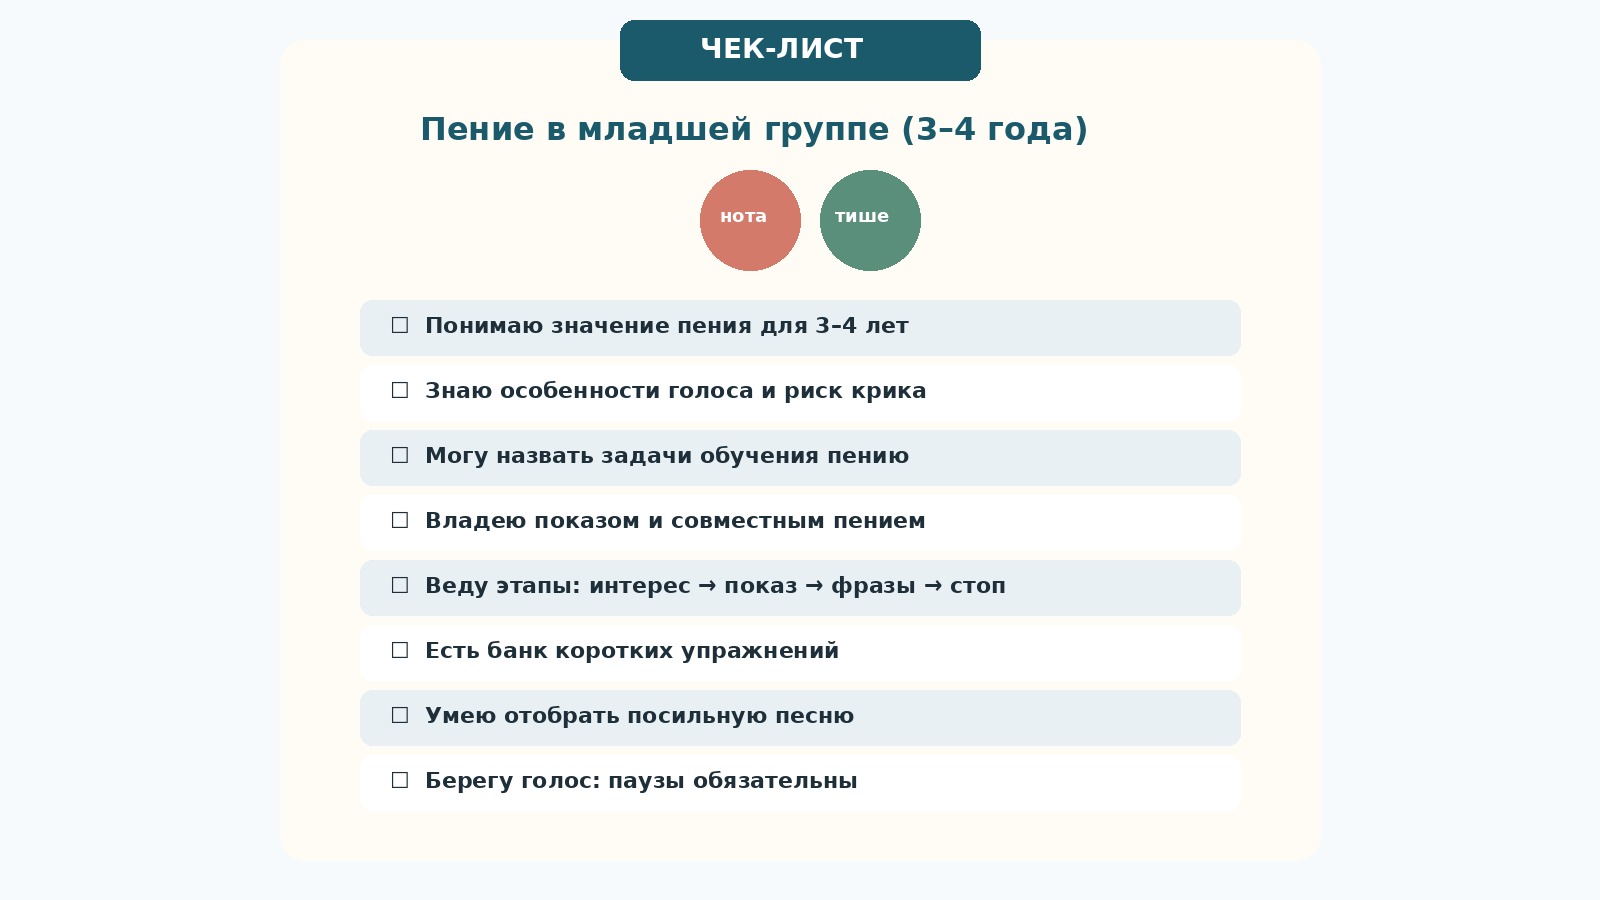 ЧЕК-ЛИСТ
Пение в младшей группе (3–4 года)
нота тише
☐ Понимаю значение пения для 3–4 лет
☐ Знаю особенности голоса и риск крика
☐ Могу назвать задачи обучения пению
☐ Владею показом и совместным пением
☐ Веду этапы: интерес → показ → фразы → стоп
☐ Есть банк коротких упражнений
☐ Умею отобрать посильную песню
☐ Берегу голос: паузы обязательны